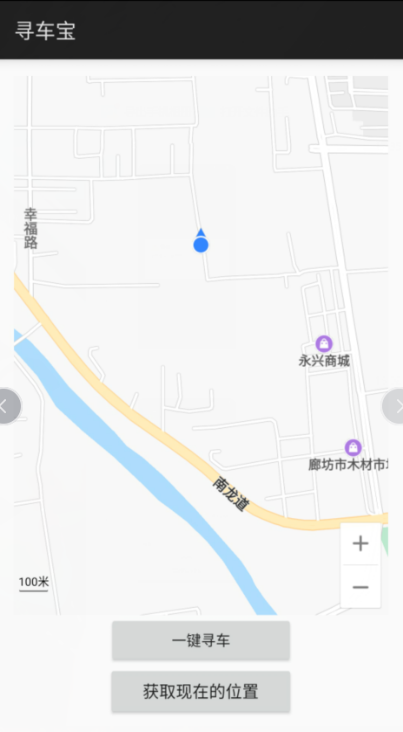 寻车宝
幸福路
永兴商城
廊坊市木材市
南龙道
100米
+
−
一键寻车
获取现在的位置